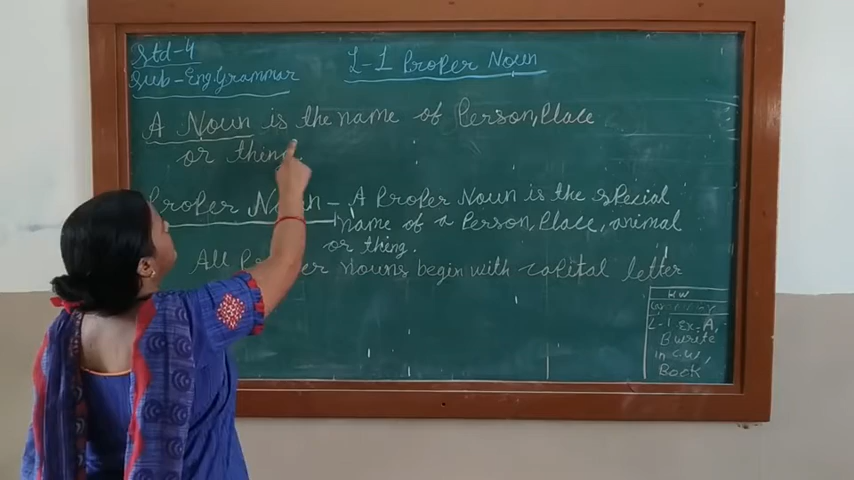 Std-4
Sub-Eng.Grammar
L-1 Proper Noun
A Noun is the name of Person, Place
or thing.
Proper Noun - A Proper Noun is the special
name of a Person, Place, animal
or thing.
All Proper nouns begin with capital letter
HW
L-1 Ex-A,
B write
in C.W,
Book